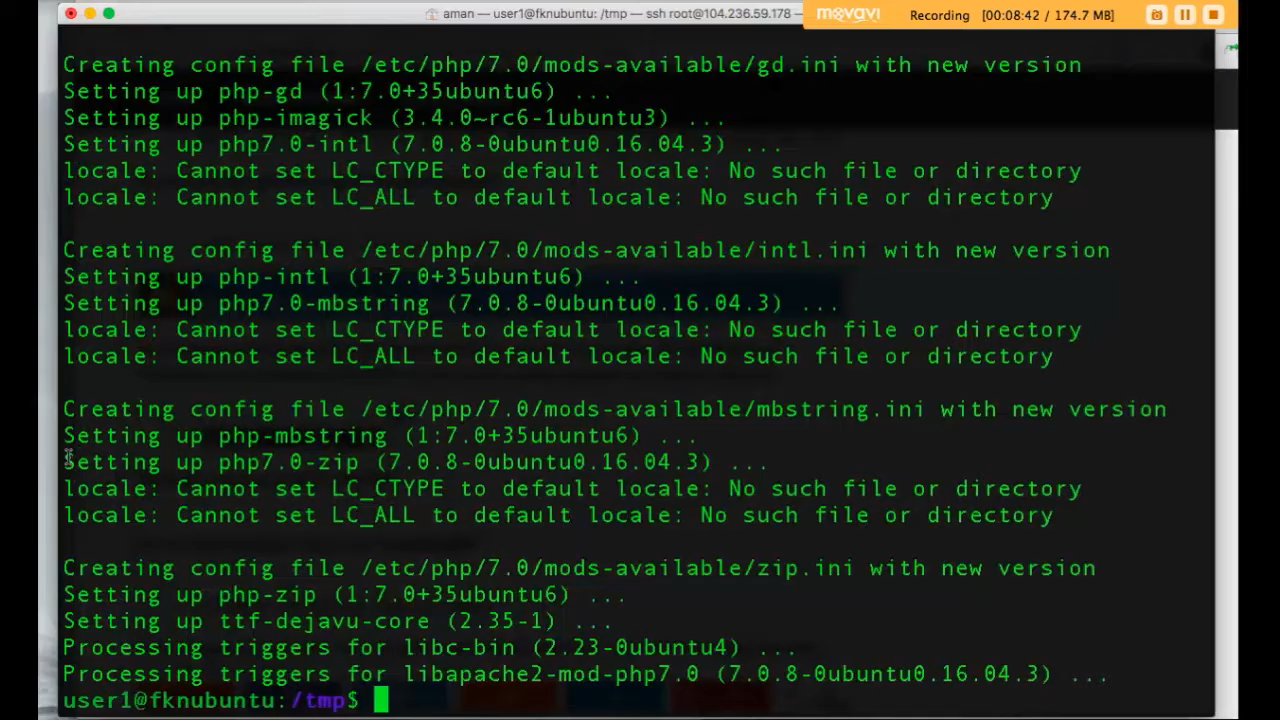 aman — user1@fknubuntu: /tmp — ssh root@104.236.59.178 —
movavi Recording [00:08:42 / 174.7 MB]
Creating config file /etc/php/7.0/mods-available/gd.ini with new version
Setting up php-gd (1:7.0+35ubuntu6) ...
Setting up php-imagick (3.4.0~rc6-1ubuntu3) ...
Setting up php7.0-intl (7.0.8-0ubuntu0.16.04.3) ...
locale: Cannot set LC_CTYPE to default locale: No such file or directory
locale: Cannot set LC_ALL to default locale: No such file or directory
Creating config file /etc/php/7.0/mods-available/intl.ini with new version
Setting up php-intl (1:7.0+35ubuntu6) ...
Setting up php7.0-mbstring (7.0.8-0ubuntu0.16.04.3) ...
locale: Cannot set LC_CTYPE to default locale: No such file or directory
locale: Cannot set LC_ALL to default locale: No such file or directory
Creating config file /etc/php/7.0/mods-available/mbstring.ini with new version
Setting up php-mbstring (1:7.0+35ubuntu6) ...
Setting up php7.0-zip (7.0.8-0ubuntu0.16.04.3) ...
locale: Cannot set LC_CTYPE to default locale: No such file or directory
locale: Cannot set LC_ALL to default locale: No such file or directory
Creating config file /etc/php/7.0/mods-available/zip.ini with new version
Setting up php-zip (1:7.0+35ubuntu6) ...
Setting up ttf-dejavu-core (2.35-1) ...
Processing triggers for libc-bin (2.23-0ubuntu4) ...
Processing triggers for libapache2-mod-php7.0 (7.0.8-0ubuntu0.16.04.3) ...
user1@fknubuntu:/tmp$